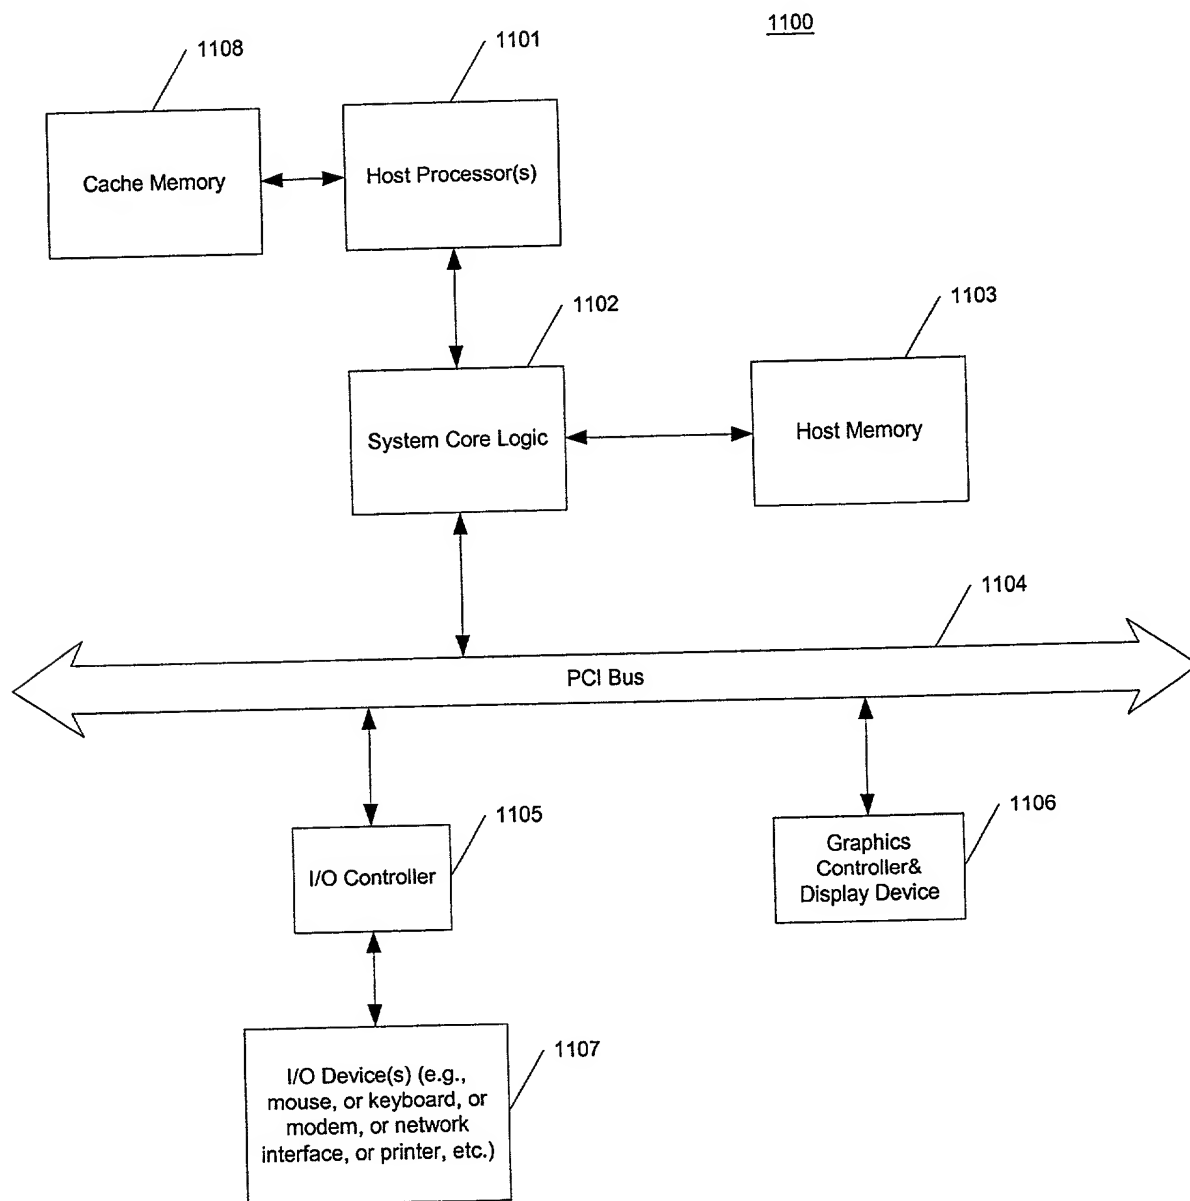 1100
1108
1101
Cache Memory
Host Processor(s)
1102
1103
System Core Logic
Host Memory
1104
PCI Bus
1105
1106
I/O Controller
Graphics
Controller&
Display Device
1107
I/O Device(s) (e.g.,
mouse, or keyboard, or
modem, or network
interface, or printer, etc.)